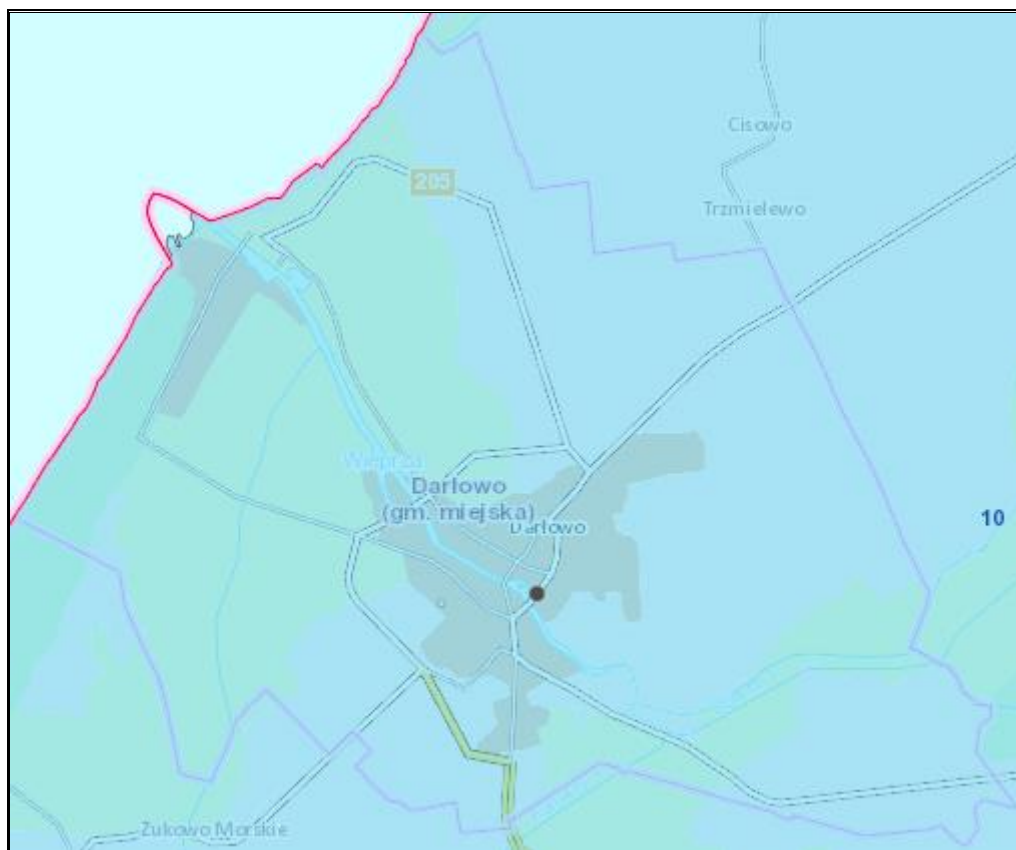 Cisowo
205
Trzmielewo
Wieprza
Darłowo
(gm. miejska)
Darłowo
10
Żukowo Morskie